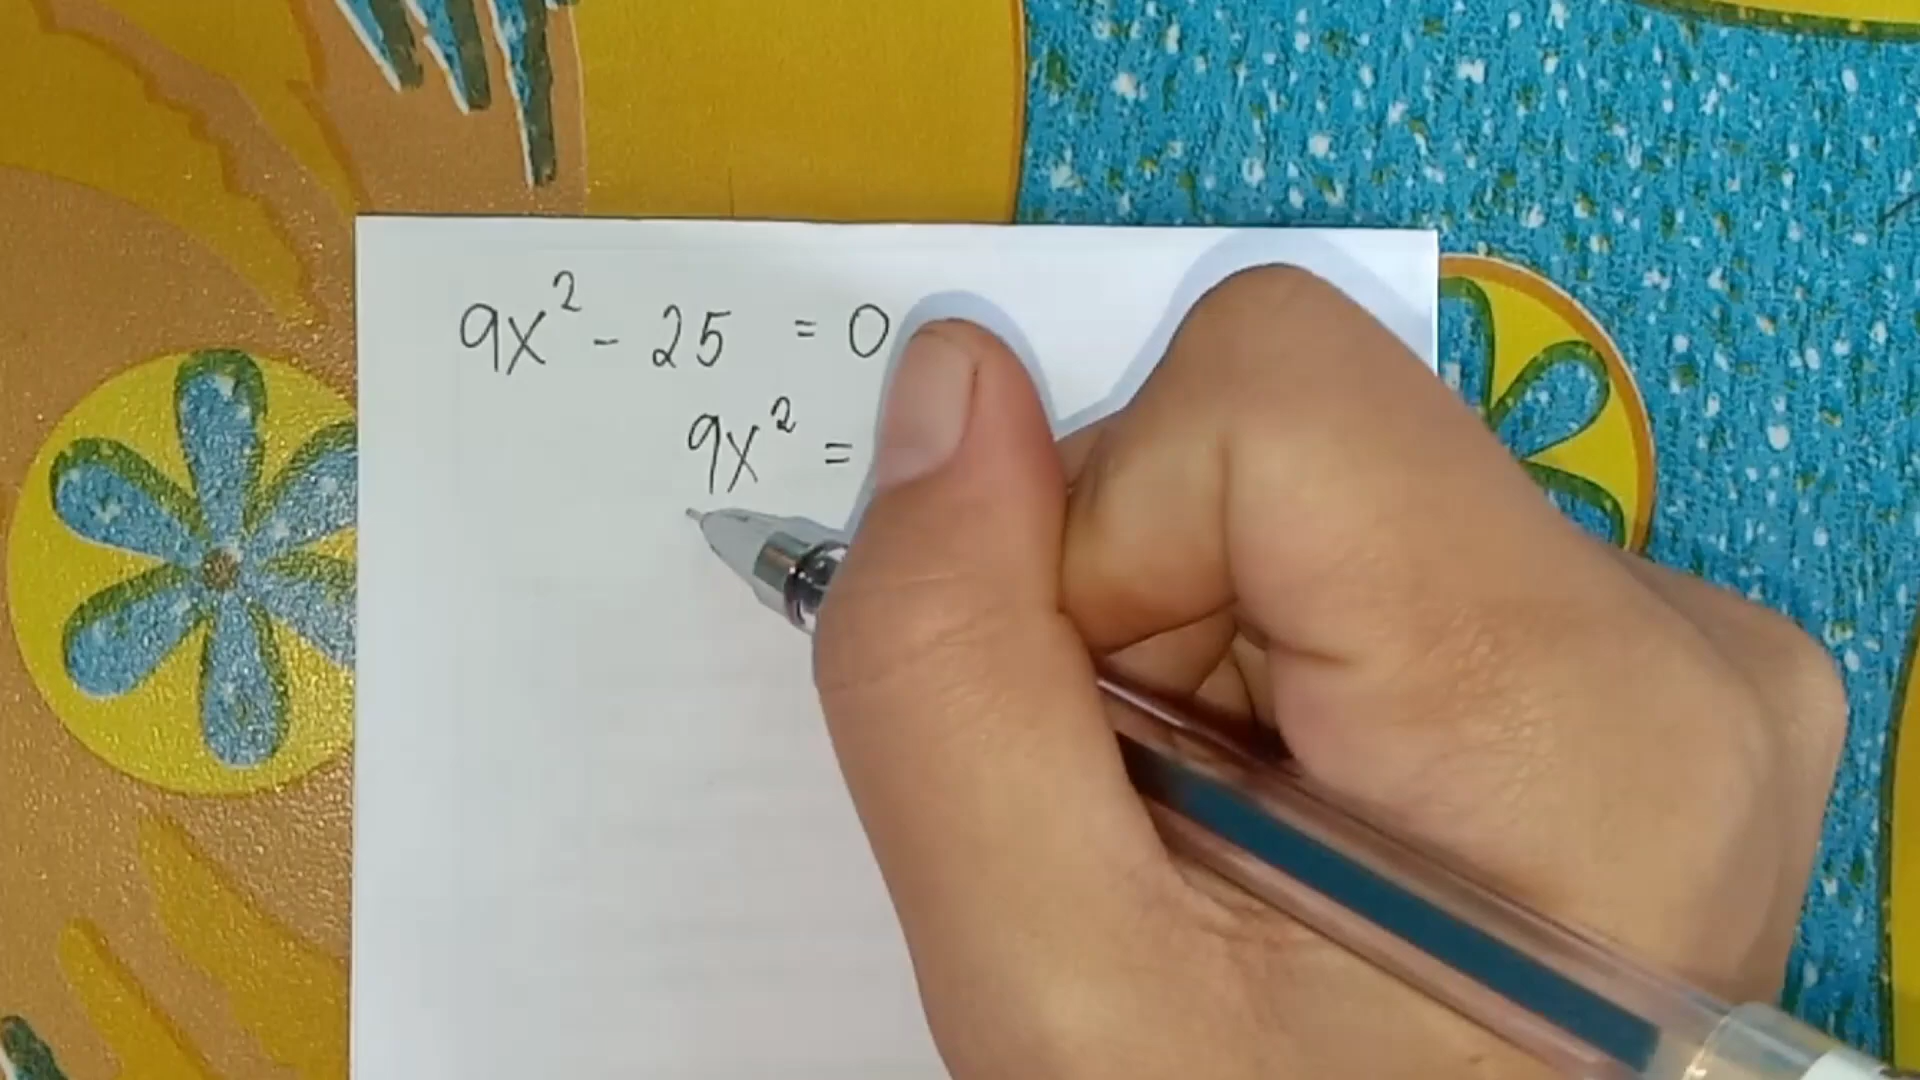 9x² - 25 = 0
9x² =